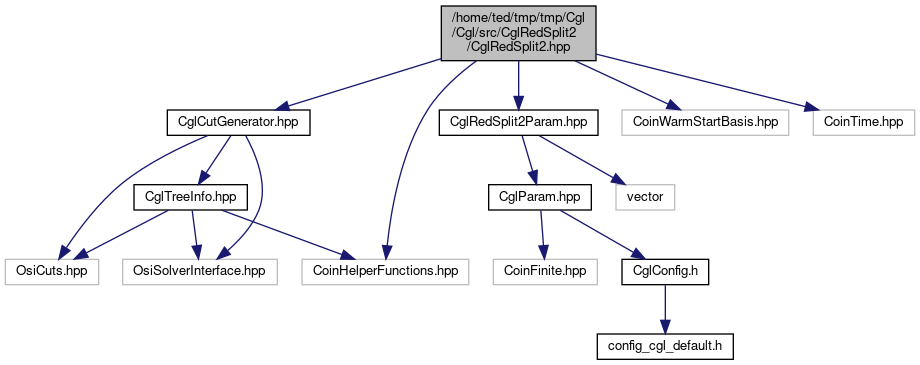 /home/ted/tmp/tmp/Cgl
/Cgl/src/CglRedSplit2
/CglRedSplit2.hpp
CglCutGenerator.hpp
CglRedSplit2Param.hpp
CoinWarmStartBasis.hpp
CoinTime.hpp
CglTreeInfo.hpp
CglParam.hpp
vector
OsiCuts.hpp
OsiSolverInterface.hpp
CoinHelperFunctions.hpp
CoinFinite.hpp
CglConfig.h
config_cgl_default.h